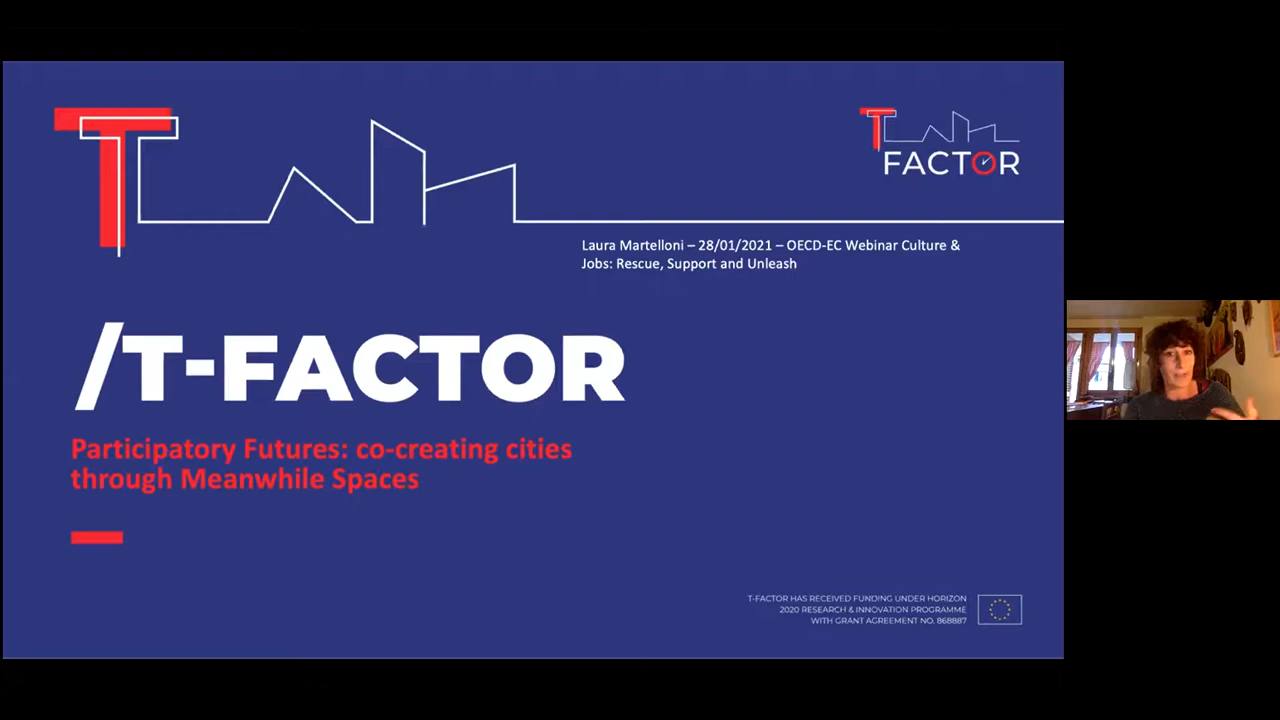 T
T
FACTOR
Laura Martelloni – 28/01/2021 – OECD-EC Webinar Culture &
Jobs: Rescue, Support and Unleash
/T-FACTOR
Participatory Futures: co-creating cities
through Meanwhile Spaces
T-FACTOR HAS RECEIVED FUNDING UNDER HORIZON
2020 RESEARCH & INNOVATION PROGRAMME
WITH GRANT AGREEMENT NO. 868887